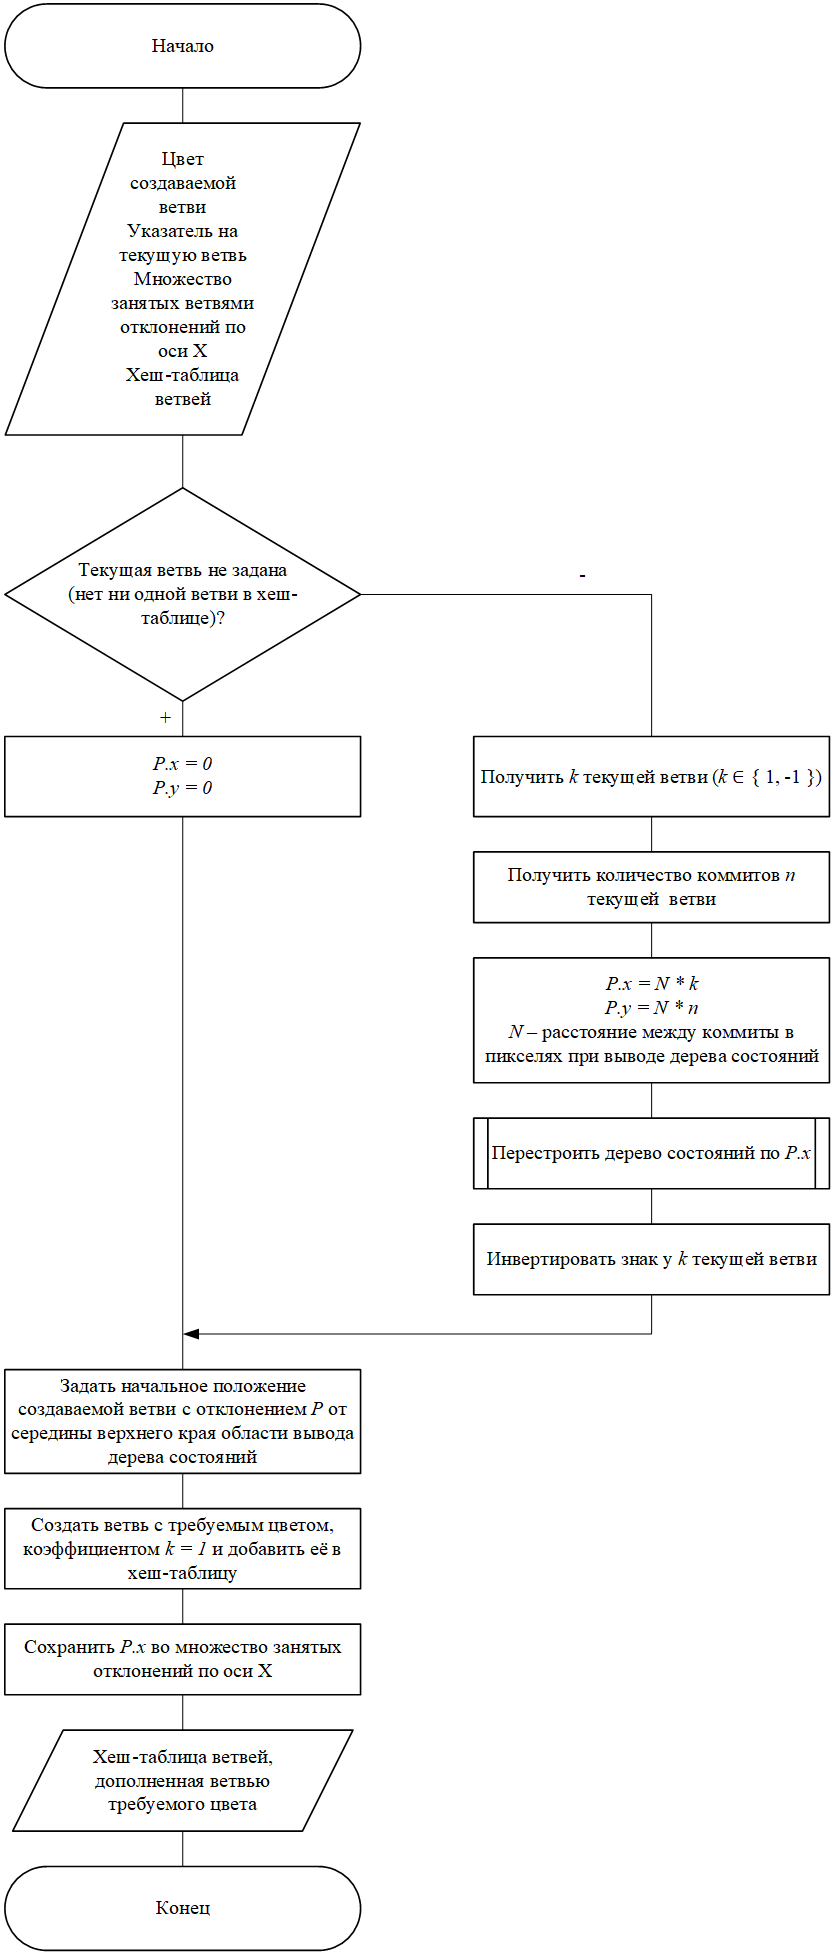 Начало
Цвет
создаваемой
ветви
Указатель на
текущую ветвь
Множество
занятых ветвями
отклонений по
оси X
Хеш-таблица
ветвей
Текущая ветвь не задана
(нет ни одной ветви в хеш-
таблице)?
-
+
P.x = 0
P.y = 0
Получить k текущей ветви (k ∈ { 1, -1 })
Получить количество коммитов n
текущей ветви
P.x = N * k
P.y = N * n
N – расстояние между коммиты в
пикселях при выводе дерева состояний
Перестроить дерево состояний по P.x
Инвертировать знак у k текущей ветви
Задать начальное положение
создаваемой ветви с отклонением P от
середины верхнего края области вывода
дерева состояний
Создать ветвь с требуемым цветом,
коэффициентом k = 1 и добавить её в
хеш-таблицу
Сохранить P.x во множество занятых
отклонений по оси X
Хеш-таблица ветвей,
дополненная ветвью
требуемого цвета
Конец